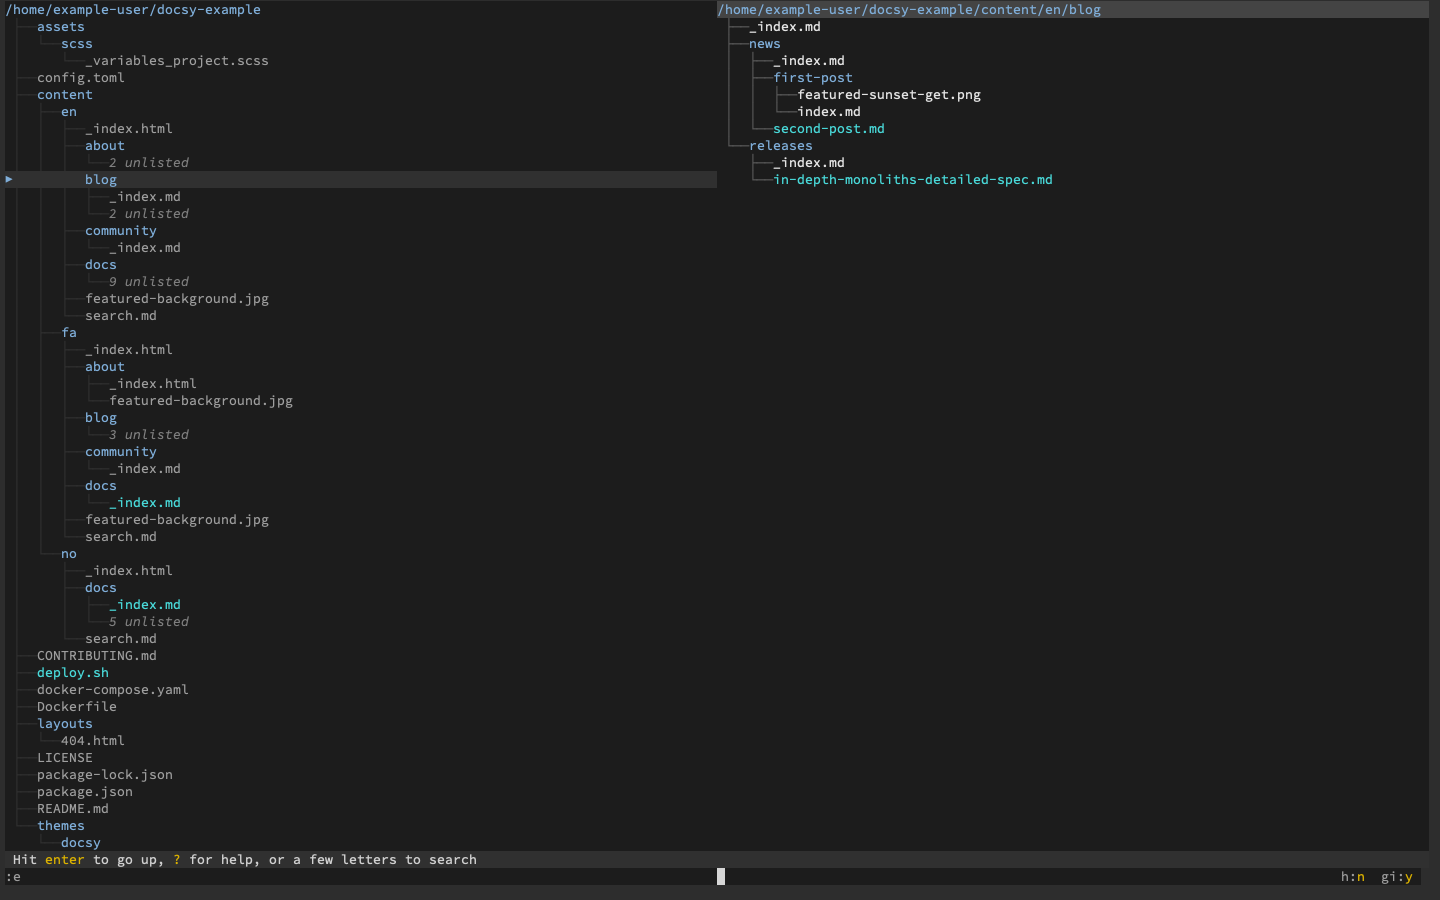 /home/example-user/docsy-example
assets
scss
_variables_project.scss
config.toml
content
en
_index.html
about
2 unlisted
blog
_index.md
2 unlisted
community
_index.md
docs
9 unlisted
featured-background.jpg
search.md
fa
_index.html
about
_index.html
featured-background.jpg
blog
3 unlisted
community
_index.md
docs
_index.md
featured-background.jpg
search.md
no
_index.html
docs
_index.md
5 unlisted
search.md
CONTRIBUTING.md
deploy.sh
docker-compose.yaml
Dockerfile
layouts
404.html
LICENSE
package-lock.json
package.json
README.md
themes
docsy
/home/example-user/docsy-example/content/en/blog
_index.md
news
_index.md
first-post
featured-sunset-get.png
index.md
second-post.md
releases
_index.md
in-depth-monoliths-detailed-spec.md
Hit enter to go up, ? for help, or a few letters to search
:e
h:n gi:y